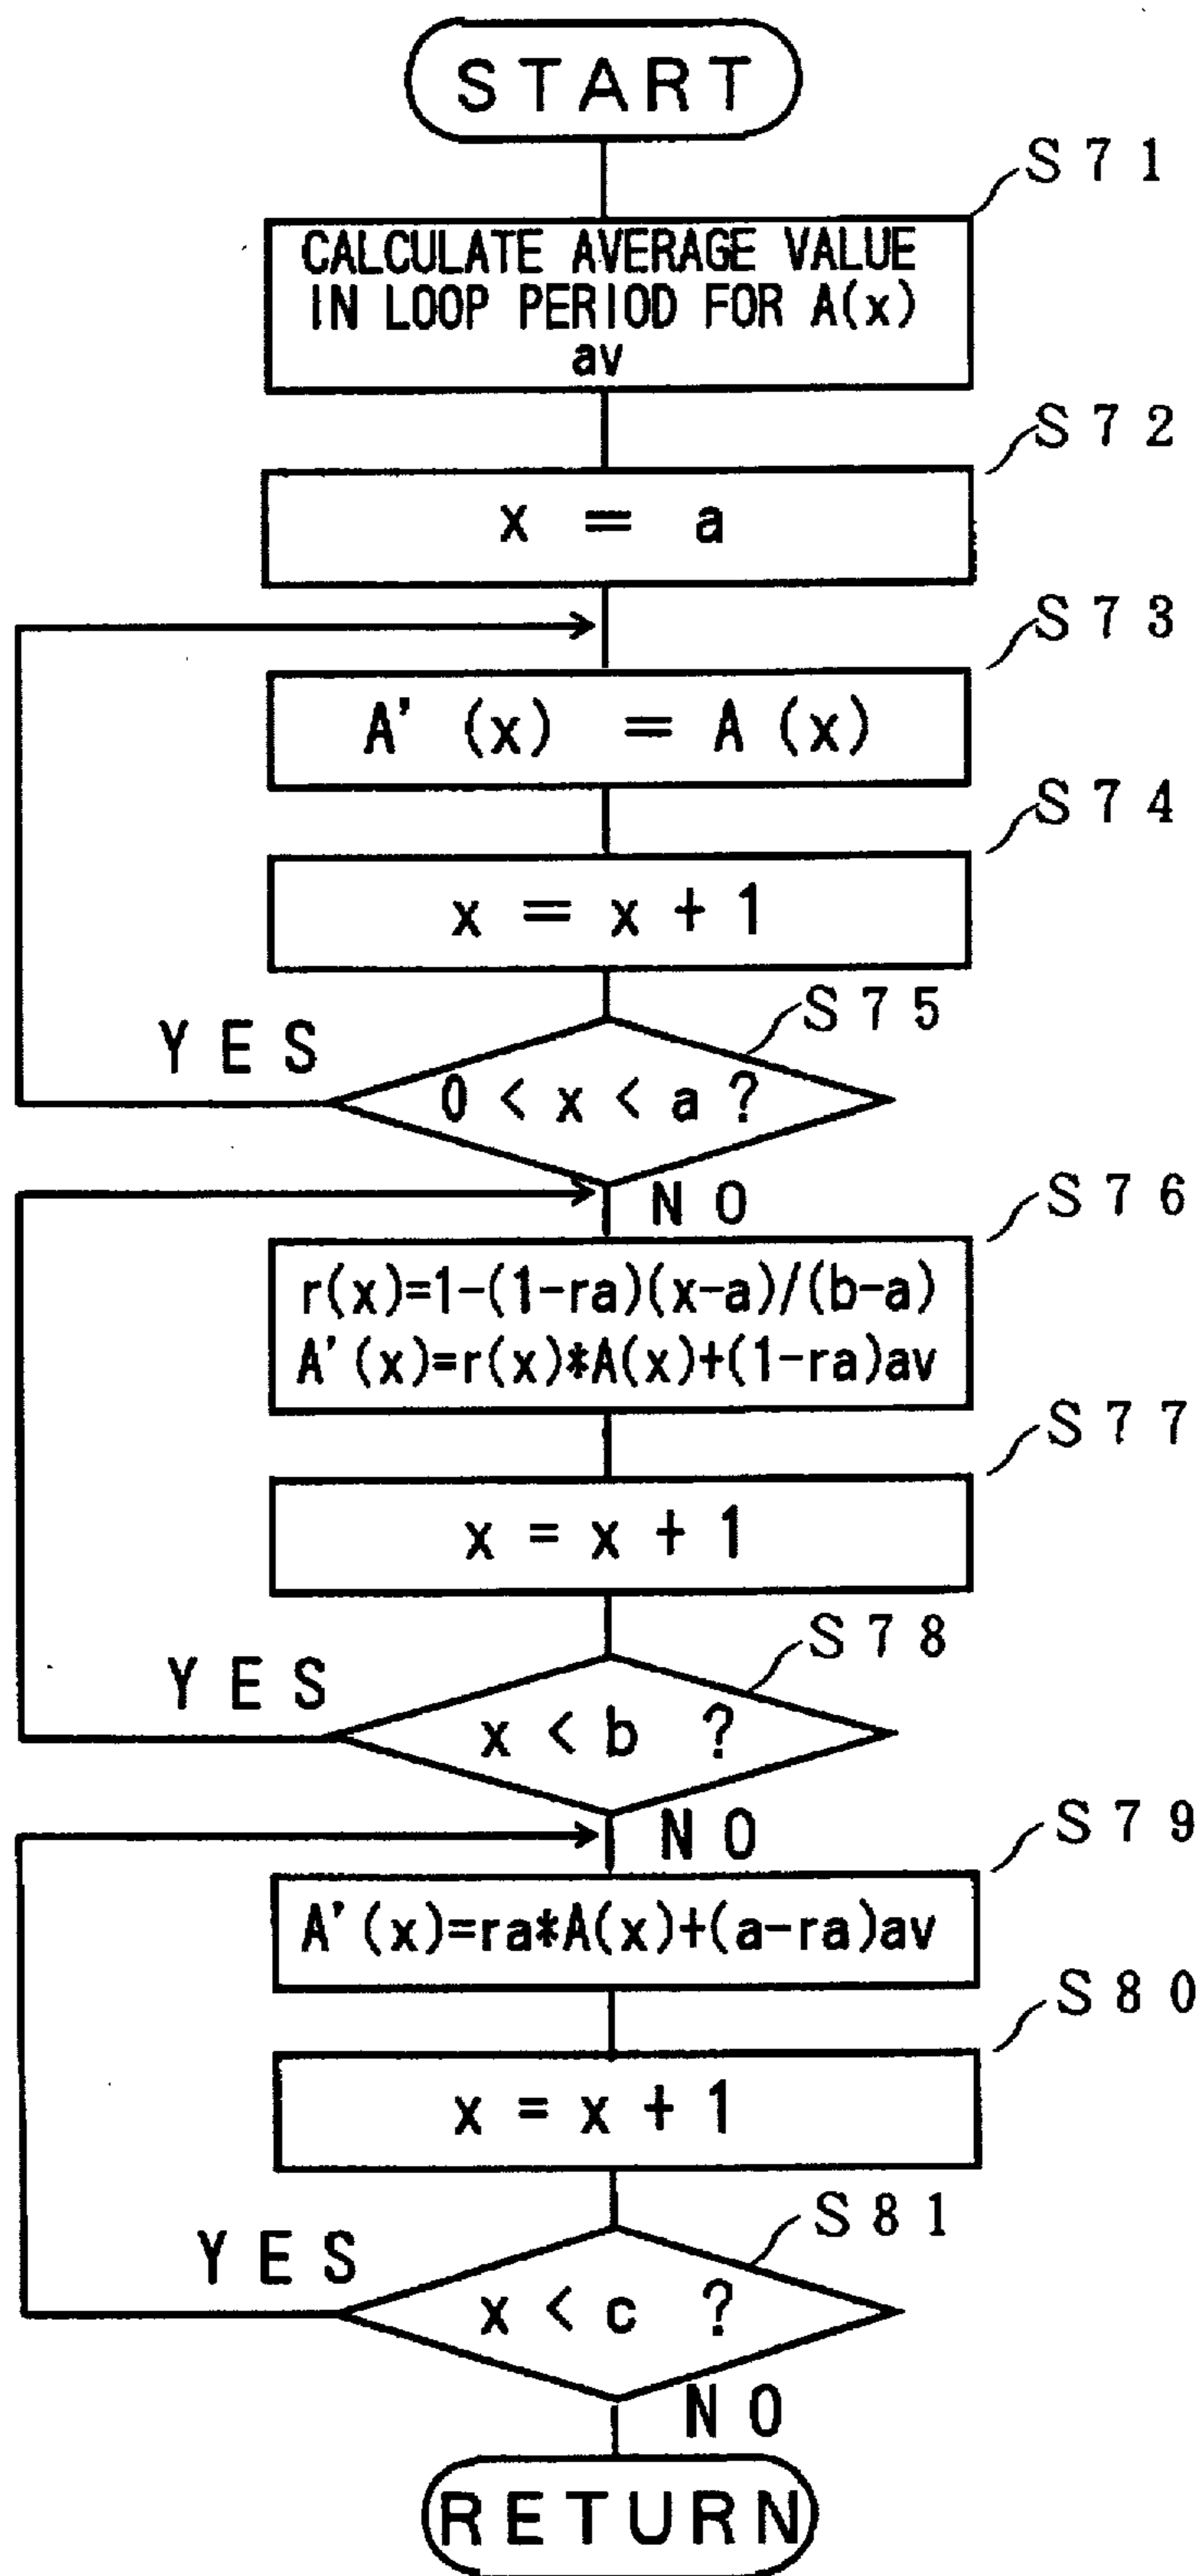 START
S71
CALCULATE AVERAGE VALUE
IN LOOP PERIOD FOR A(x)
av
S72
x = a
S73
A'(x) = A(x)
S74
x = x + 1
S75
YES
0 < x < a ?
NO
S76
r(x)=1-(1-ra)(x-a)/(b-a)
A'(x)=r(x)*A(x)+(1-ra)av
S77
x = x + 1
S78
YES
x < b ?
NO
S79
A'(x)=ra*A(x)+(a-ra)av
S80
x = x + 1
S81
YES
x < c ?
NO
RETURN